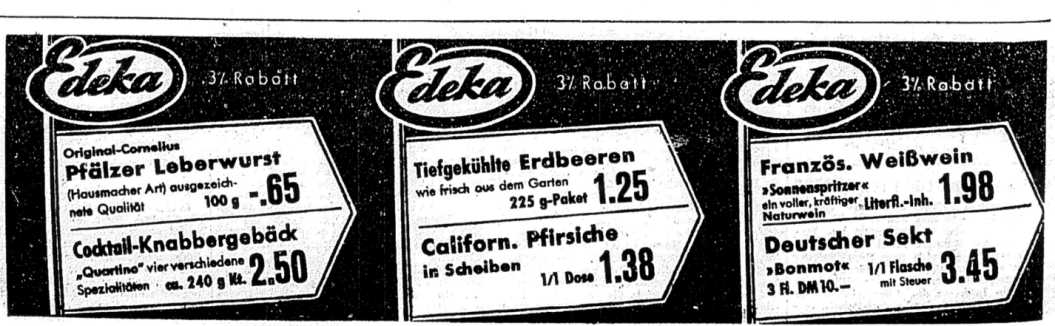 Edeka
3% Rabatt
Original-Cornelius
Pfälzer Leberwurst
(Hausmacher Art) ausgezeich-
nete Qualität 100 g -.65
Cocktail-Knabbergebäck
„Quartino" vier verschiedene
Spezialitäten ca. 240 g Kt. 2.50
Edeka
3% Rabatt
Tiefgekühlte Erdbeeren
wie frisch aus dem Garten
225 g-Paket 1.25
Californ. Pfirsiche
in Scheiben
1/1 Dose 1.38
Edeka
3% Rabatt
Französ. Weißwein
»Sonnenspritzer«
ein voller, kräftiger Literfl.-Inh. 1.98
Naturwein
Deutscher Sekt
»Bonmot« 1/1 Flasche 3.45
3 Fl. DM 10.— mit Steuer